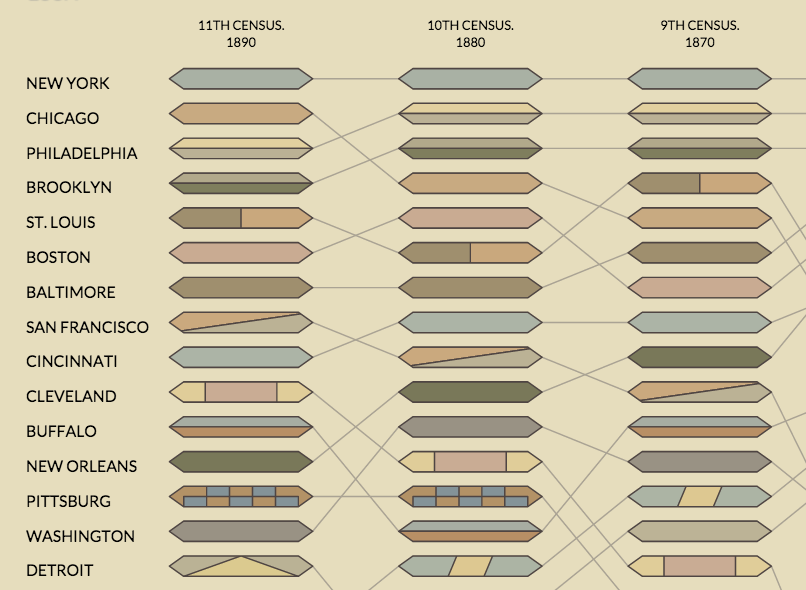 11TH CENSUS.
1890
10TH CENSUS.
1880
9TH CENSUS.
1870
NEW YORK
CHICAGO
PHILADELPHIA
BROOKLYN
ST. LOUIS
BOSTON
BALTIMORE
SAN FRANCISCO
CINCINNATI
CLEVELAND
BUFFALO
NEW ORLEANS
PITTSBURG
WASHINGTON
DETROIT